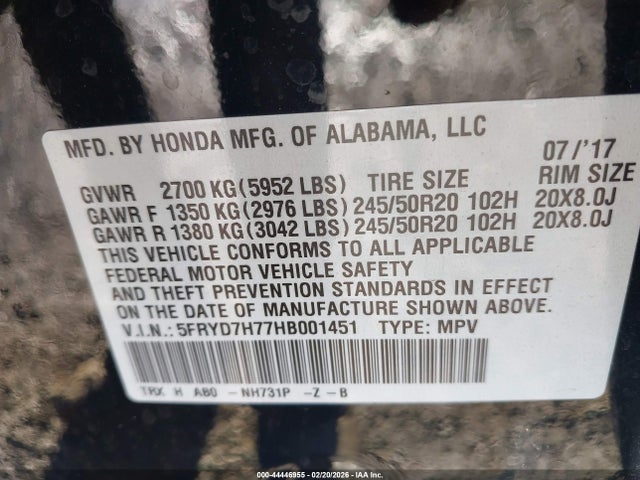 MFD. BY HONDA MFG. OF ALABAMA, LLC 07/'17
GVWR 2700 KG(5952 LBS) TIRE SIZE RIM SIZE
GAWR F 1350 KG(2976 LBS) 245/50R20 102H 20X8.0J
GAWR R 1380 KG(3042 LBS) 245/50R20 102H 20X8.0J
THIS VEHICLE CONFORMS TO ALL APPLICABLE
FEDERAL MOTOR VEHICLE SAFETY
AND THEFT PREVENTION STANDARDS IN EFFECT
ON THE DATE OF MANUFACTURE SHOWN ABOVE.
V.I.N.: 5FRYD7H77HB001451 TYPE: MPV
TRX H AB0 -NH731P -Z -B
000-44446955 | 02/20/2026 | IAA Inc.